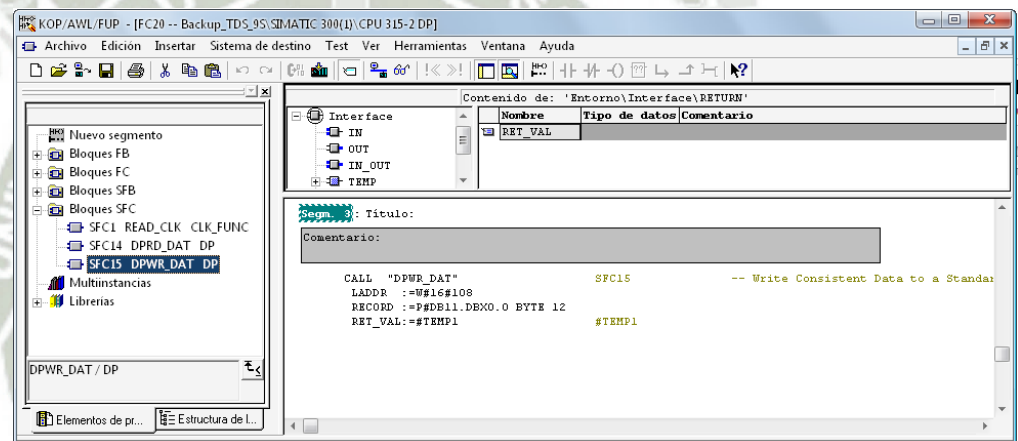 KOP/AWL/FUP - [FC20 -- Backup_TDS_9S\SIMATIC 300(1)\CPU 315-2 DP]
Archivo Edición Insertar Sistema de destino Test Ver Herramientas Ventana Ayuda
Contenido de: 'Entorno\Interface\RETURN'
Interface
IN
OUT
IN_OUT
TEMP
Nombre Tipo de datos Comentario
RET_VAL
Nuevo segmento
Bloques FB
Bloques FC
Bloques SFB
Bloques SFC
SFC1 READ_CLK CLK_FUNC
SFC14 DPRD_DAT DP
SFC15 DPWR_DAT DP
Multiinstancias
Librerias
DPWR_DAT / DP
Elementos de pr... Estructura de l...
Segm. 3: Título:
Comentario:
CALL "DPWR_DAT" SFC15 -- Write Consistent Data to a Standar
LADDR :=W#16#108
RECORD :=P#DB11.DBX0.0 BYTE 12
RET_VAL:=#TEMP1 #TEMP1